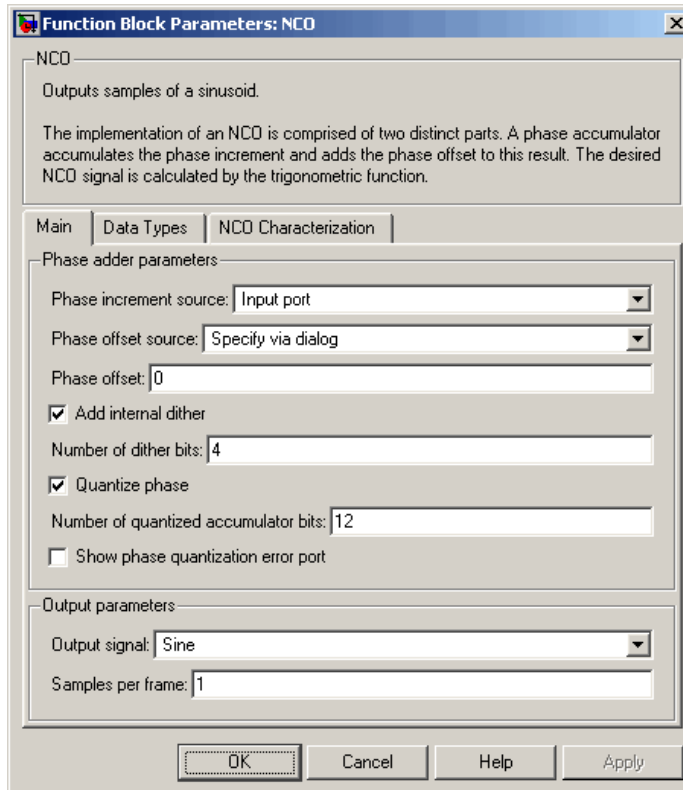 Function Block Parameters: NCO
NCO
Outputs samples of a sinusoid.
The implementation of an NCO is comprised of two distinct parts. A phase accumulator
accumulates the phase increment and adds the phase offset to this result. The desired
NCO signal is calculated by the trigonometric function.
Main Data Types NCO Characterization
Phase adder parameters
Phase increment source: Input port
Phase offset source: Specify via dialog
Phase offset: 0
Add internal dither
Number of dither bits: 4
Quantize phase
Number of quantized accumulator bits: 12
Show phase quantization error port
Output parameters
Output signal: Sine
Samples per frame: 1
OK Cancel Help Apply